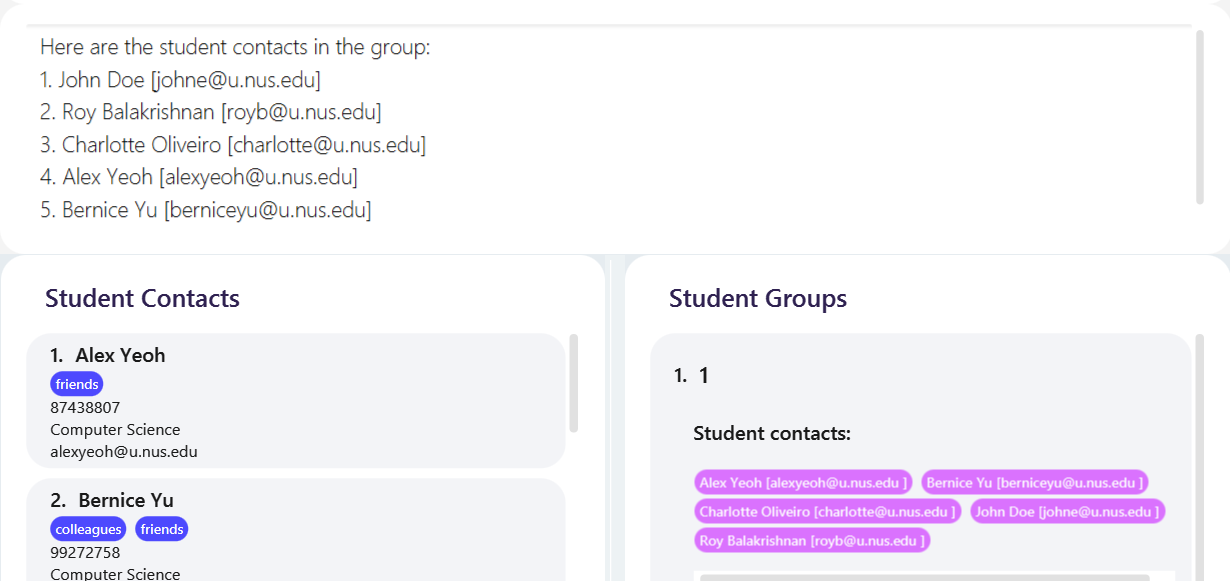 Here are the student contacts in the group:
1. John Doe [johne@u.nus.edu]
2. Roy Balakrishnan [royb@u.nus.edu]
3. Charlotte Oliveiro [charlotte@u.nus.edu]
4. Alex Yeoh [alexyeoh@u.nus.edu]
5. Bernice Yu [berniceyu@u.nus.edu]
Student Contacts
1. Alex Yeoh
friends
87438807
Computer Science
alexyeoh@u.nus.edu
2. Bernice Yu
colleagues friends
99272758
Computer Science
Student Groups
1. 1
Student contacts:
Alex Yeoh [alexyeoh@u.nus.edu ] Bernice Yu [berniceyu@u.nus.edu ]
Charlotte Oliveiro [charlotte@u.nus.edu ] John Doe [johne@u.nus.edu ]
Roy Balakrishnan [royb@u.nus.edu ]